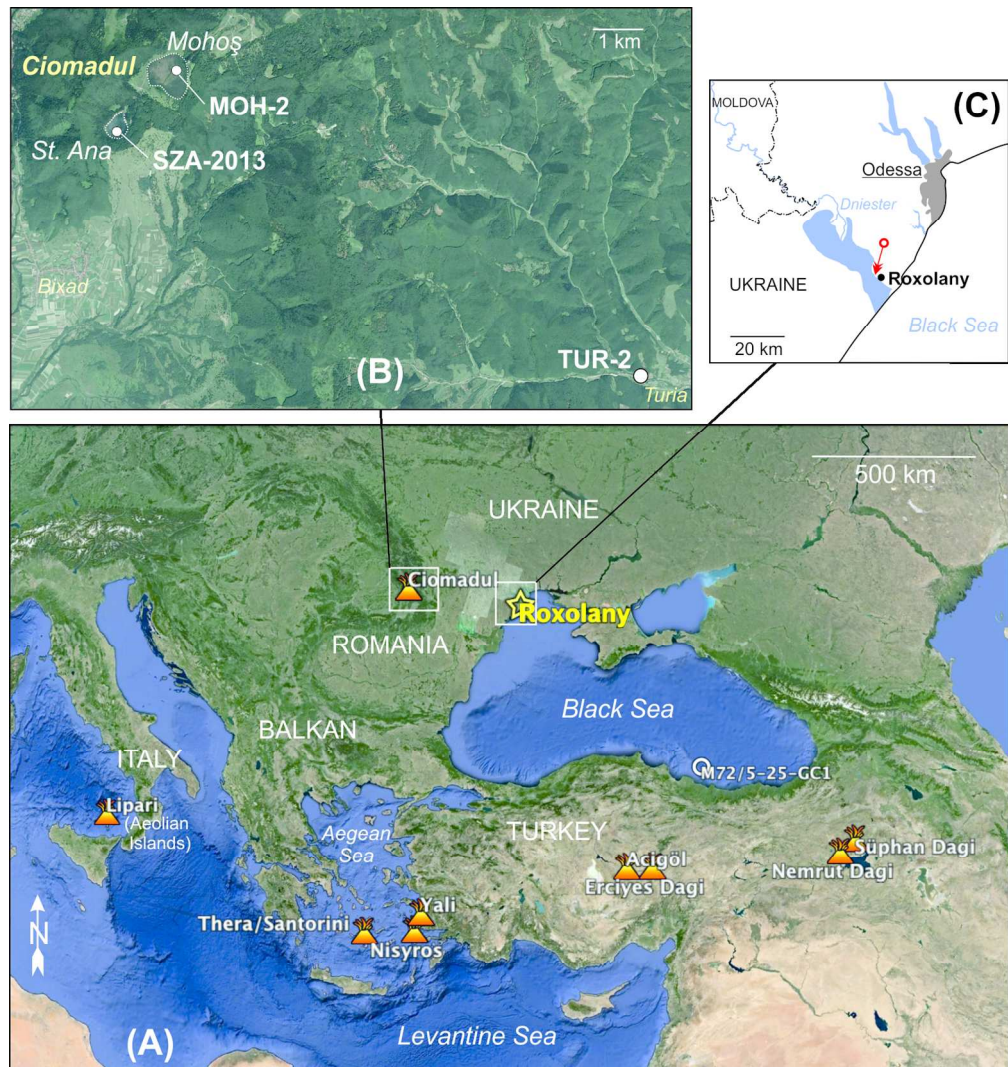 Mohoş
1 km
Ciomadul
MOH-2
St. Ana
SZA-2013
Bixad
TUR-2
(B)
Turia
(C)
MOLDOVA
Odessa
Dniester
Roxolany
UKRAINE
Black Sea
20 km
500 km
UKRAINE
Ciomadul
Roxolany
ROMANIA
Black Sea
BALKAN
ITALY
M72/5-25-GC1
Lipari
(Aeolian
Islands)
Aegean
Sea
TURKEY
Süphan Dagi
Acigöl
Nemrut Dagi
Erciyes Dagi
Yali
Thera/Santorini
Nisyros
N
Levantine Sea
(A)